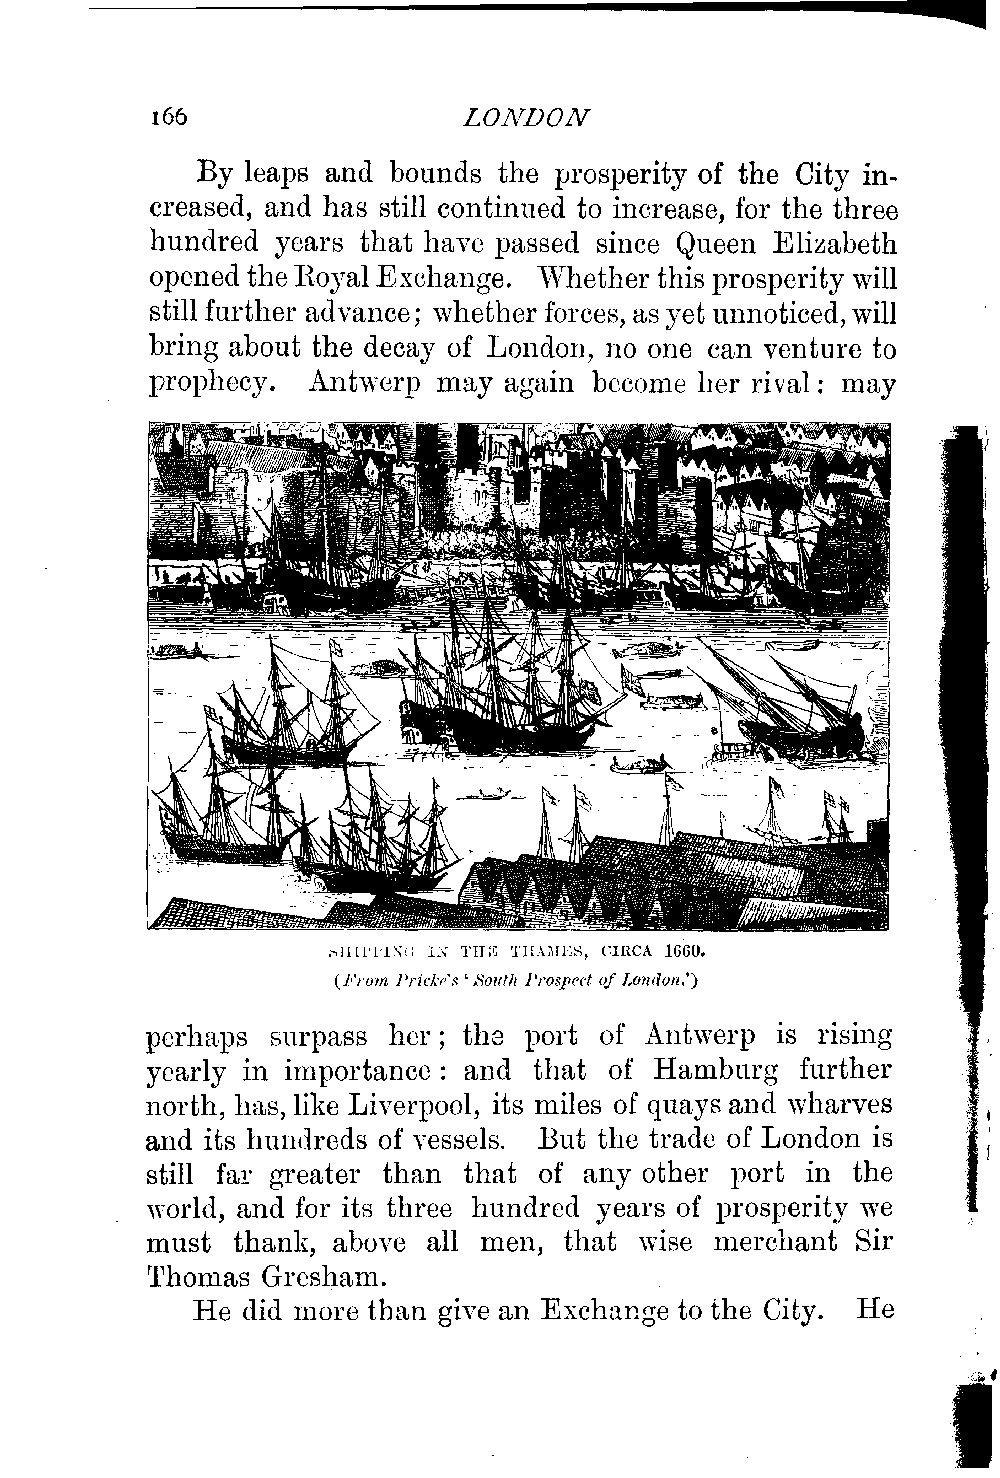 166 LONDON
By leaps and bounds the prosperity of the City in-
creased, and has still continued to increase, for the three
hundred years that have passed since Queen Elizabeth
opened the Royal Exchange. Whether this prosperity will
still further advance; whether forces, as yet unnoticed, will
bring about the decay of London, no one can venture to
prophecy. Antwerp may again become her rival: may
SHIPPING IN THE THAMES, CIRCA 1660.
(From Pricke's 'South Prospect of London.')
perhaps surpass her; the port of Antwerp is rising
yearly in importance: and that of Hamburg further
north, has, like Liverpool, its miles of quays and wharves
and its hundreds of vessels. But the trade of London is
still far greater than that of any other port in the
world, and for its three hundred years of prosperity we
must thank, above all men, that wise merchant Sir
Thomas Gresham.
He did more than give an Exchange to the City. He